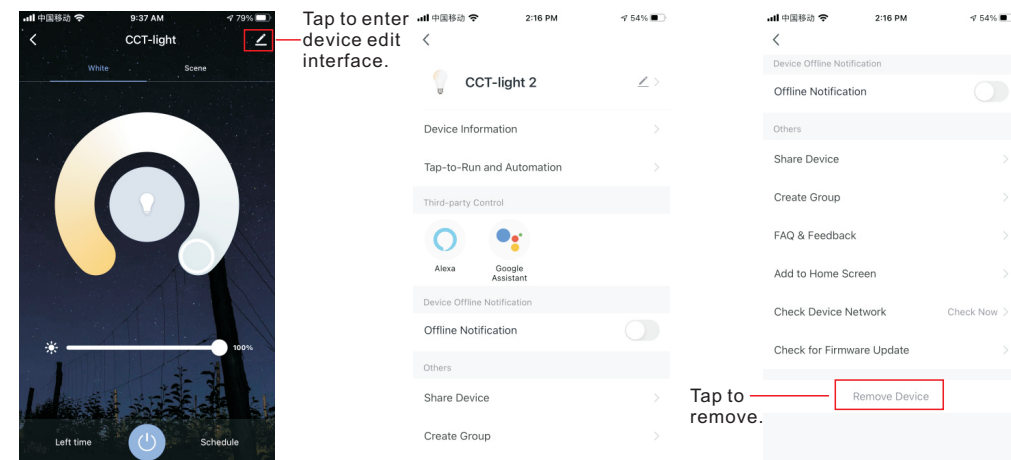 中国移动 9:37 AM 79%
CCT-light
White Scene
100%
Left time Schedule
Tap to enter
device edit
interface.
中国移动 2:16 PM 54%
CCT-light 2
Device Information
Tap-to-Run and Automation
Third-party Control
Alexa Google
Assistant
Device Offline Notification
Offline Notification
Others
Share Device
Create Group
中国移动 2:16 PM 54%
Device Offline Notification
Offline Notification
Others
Share Device
Create Group
FAQ & Feedback
Add to Home Screen
Check Device Network Check Now
Check for Firmware Update
Remove Device
Tap to
remove.